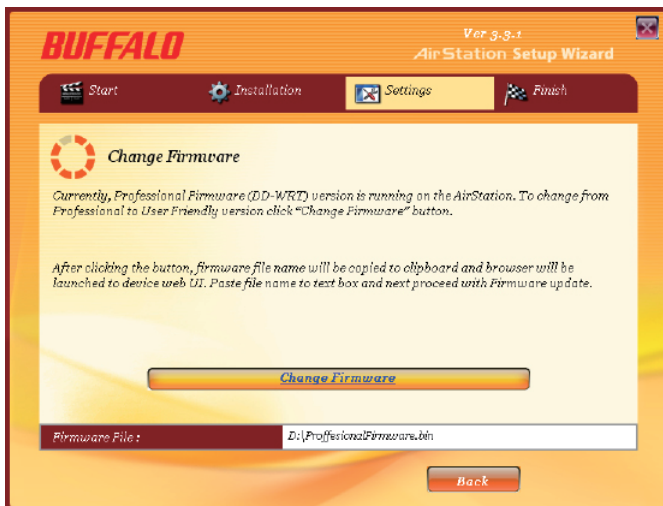 BUFFALO
Ver 3.3.1
AirStation Setup Wizard
Start
Installation
Settings
Finish
Change Firmware
Currently, Professional Firmware (DD-WRT) version is running on the AirStation. To change from
Professional to User Friendly version click "Change Firmware" button.
After clicking the button, firmware file name will be copied to clipboard and browser will be
launched to device web UI. Paste file name to text box and next proceed with Firmware update.
Change Firmware
Firmware File :
D:\ProffesionalFirmware.bin
Back